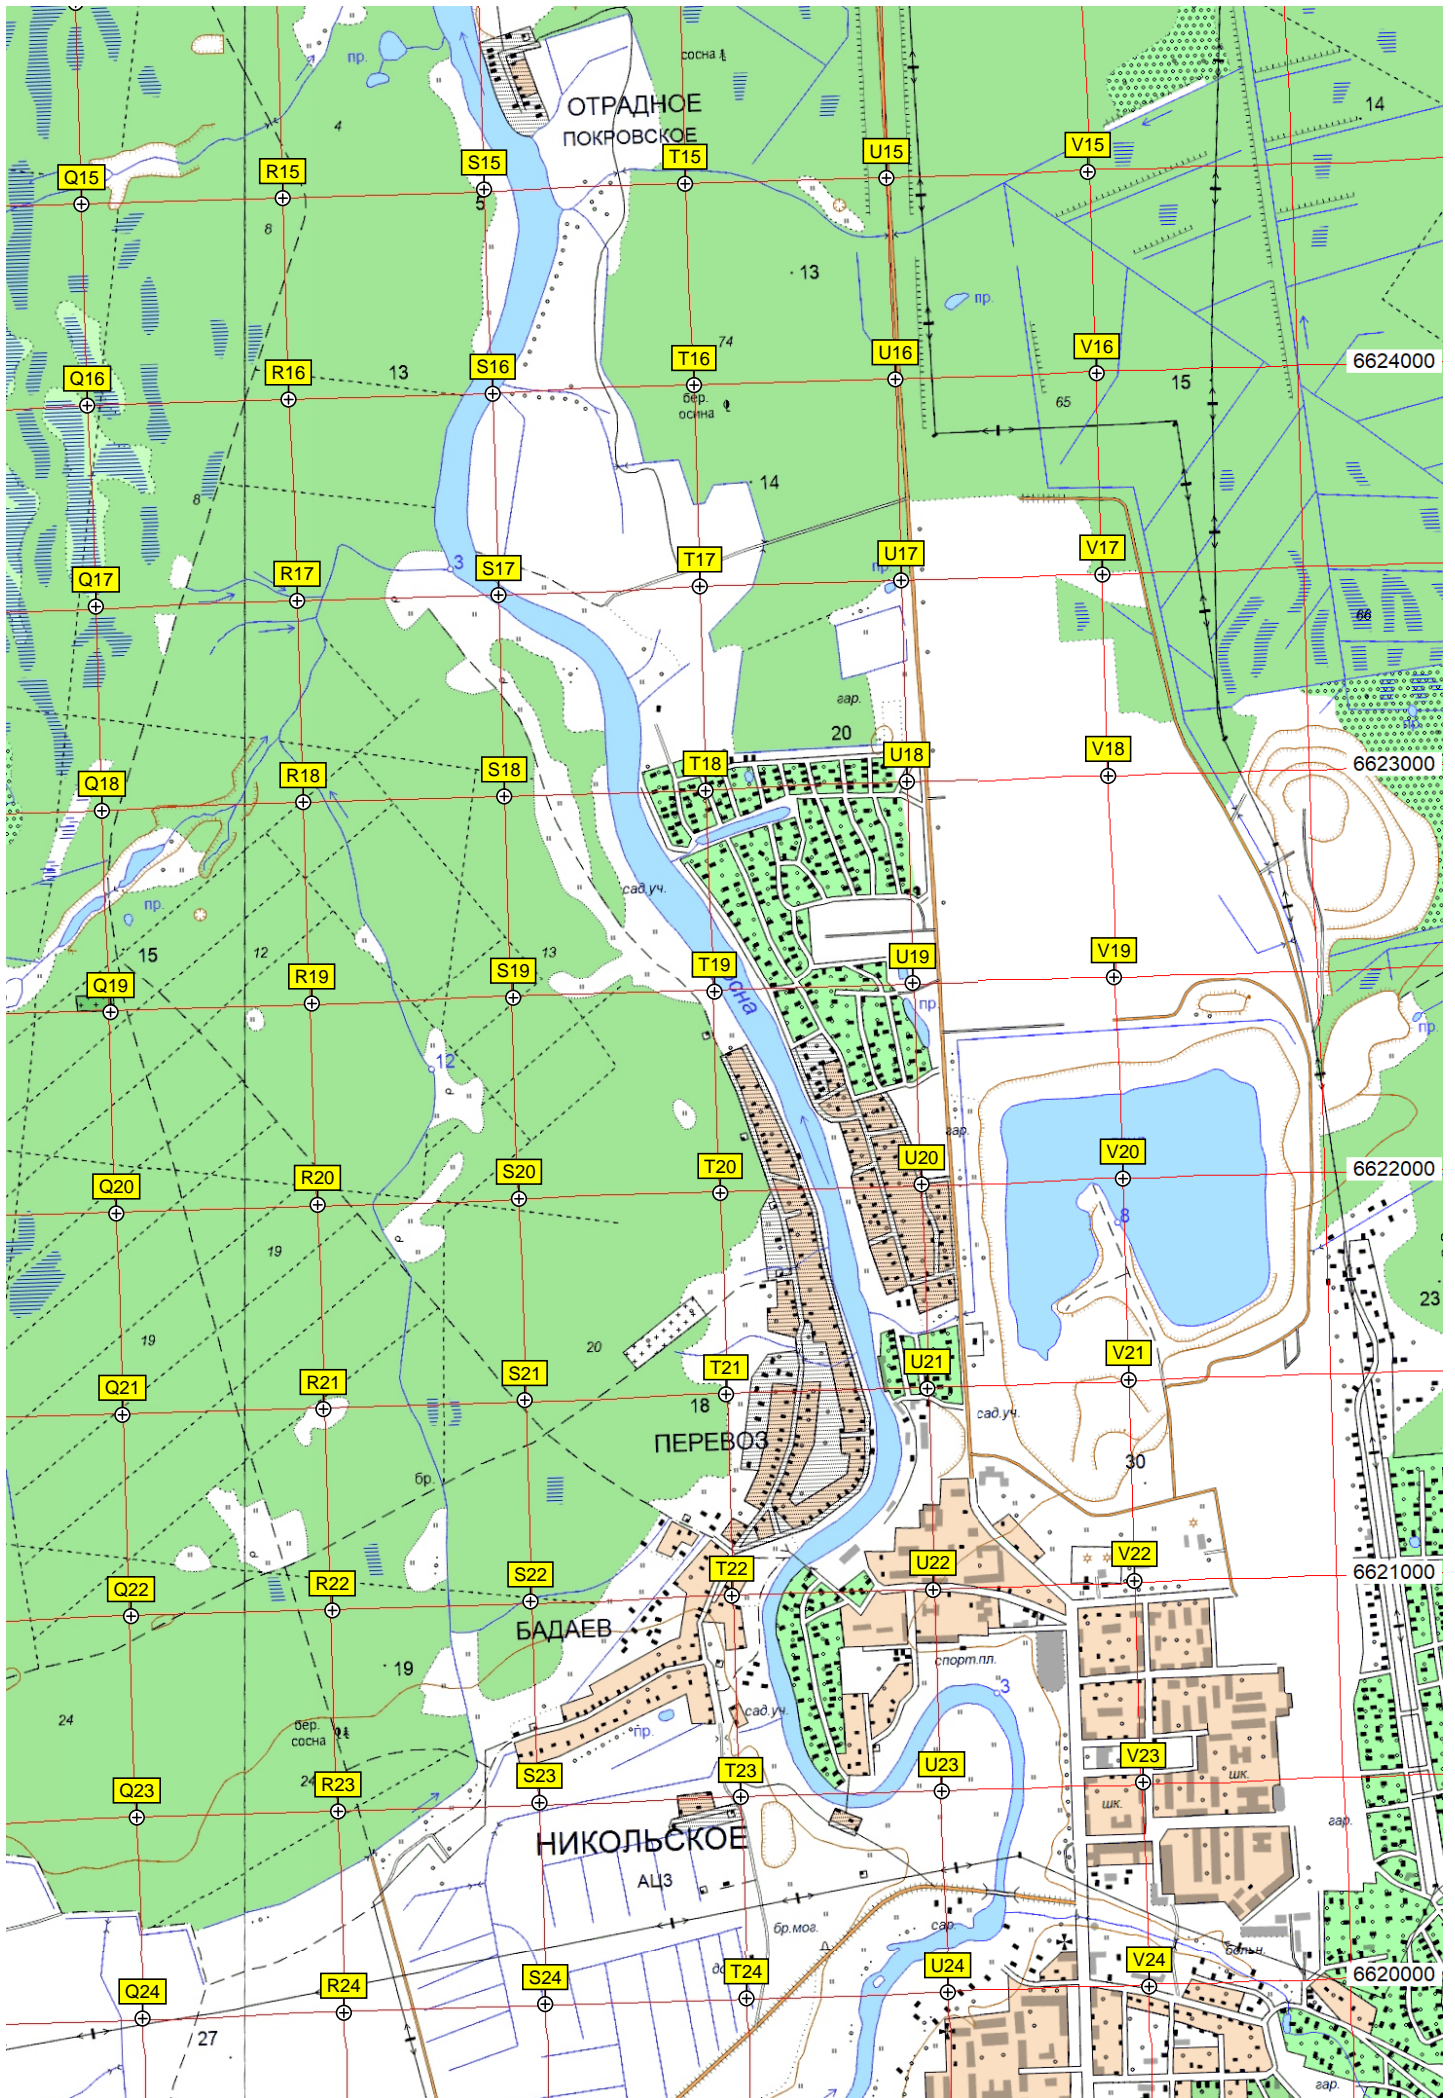 пр.
сосна
ОТРАДНОЕ
ПОКРОВСКОЕ
14
4
Q15
R15
S15
T15
U15
V15
5
8
13
пр.
74
Q16
R16
S16
T16
U16
V16
6624000
13
15
бер.
осина
65
8
14
3
пр.
Q17
R17
S17
T17
U17
V17
66
гар.
20
Q18
R18
S18
T18
U18
V18
6623000
сад.уч.
пр.
15
12
13
Q19
R19
S19
T19
U19
V19
сна
пр
пр.
12
гар.
Q20
R20
S20
T20
U20
V20
6622000
8
19
23
19
20
Q21
R21
S21
T21
U21
V21
18
сад.уч.
ПЕРЕВОЗ
30
бр.
Q22
R22
S22
T22
U22
V22
6621000
БАДАЕВ
19
спорт.пл.
3
24
бер.
сосна
пр.
сад.уч.
24
Q23
R23
S23
T23
U23
V23
шк.
шк.
гар.
НИКОЛЬСКОЕ
АЦЗ
бр.мог.
сар.
больн.
Q24
R24
S24
T24
U24
V24
6620000
27
гар.